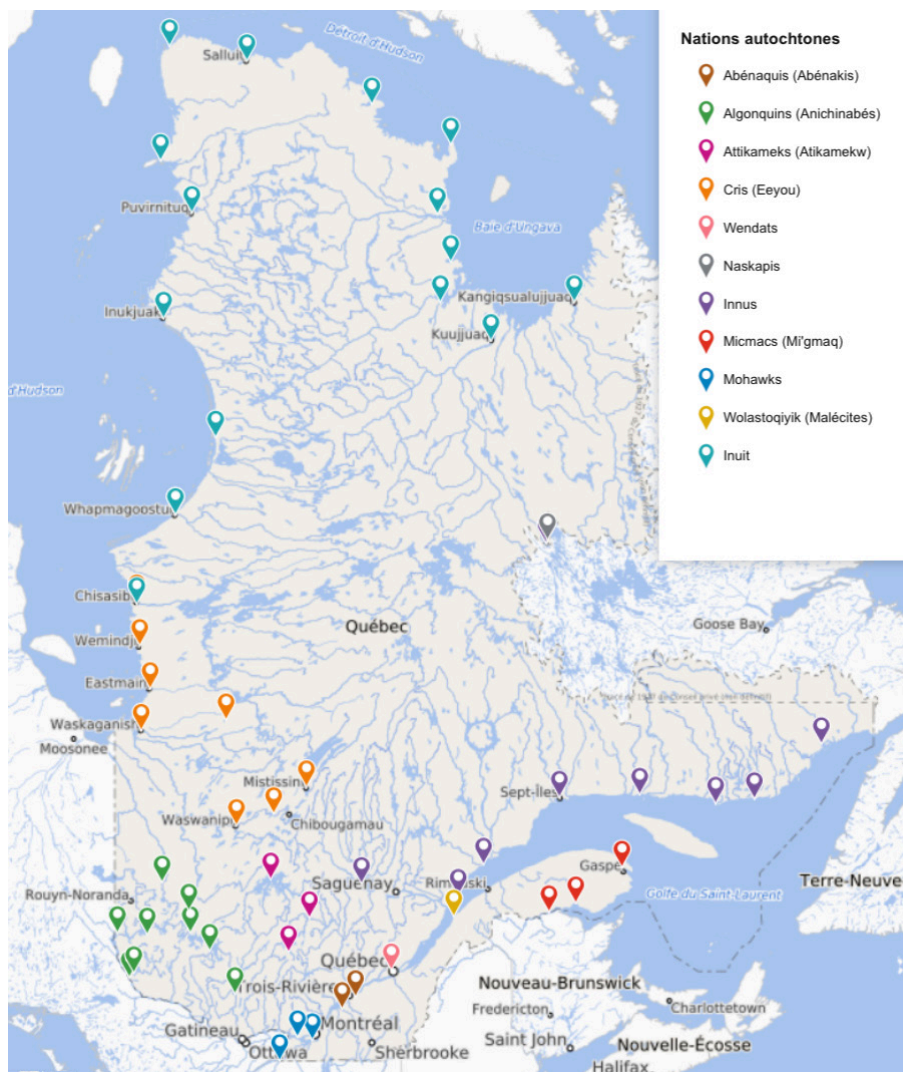 Détroit d'Hudson
Salluit
Puvirnituq
Baie d'Ungava
Kangiqsualujjuaq
Inukjuak
Kuujjuaq
d'Hudson
Whapmagoostui
Chisasibi
Québec
Goose Bay
Wemindji
Eastmain
Waskaganish
Moosonee
Mistissini
Sept-Îles
Waswanipi
Chibougamau
Gaspé
Rouyn-Noranda
Saguenay
Rimouski
Terre-Neuve
Golfe du Saint-Laurent
Québec
Trois-Rivières
Nouveau-Brunswick
Charlottetown
Fredericton
Gatineau
Montréal
Ottawa
Sherbrooke
Saint John
Nouvelle-Écosse
Halifax
Nations autochtones
Abénaquis (Abénakis)
Algonquins (Anichinabés)
Attikameks (Atikamekw)
Cris (Eeyou)
Wendats
Naskapis
Innus
Micmacs (Mi'gmaq)
Mohawks
Wolastoqiyik (Malécites)
Inuit